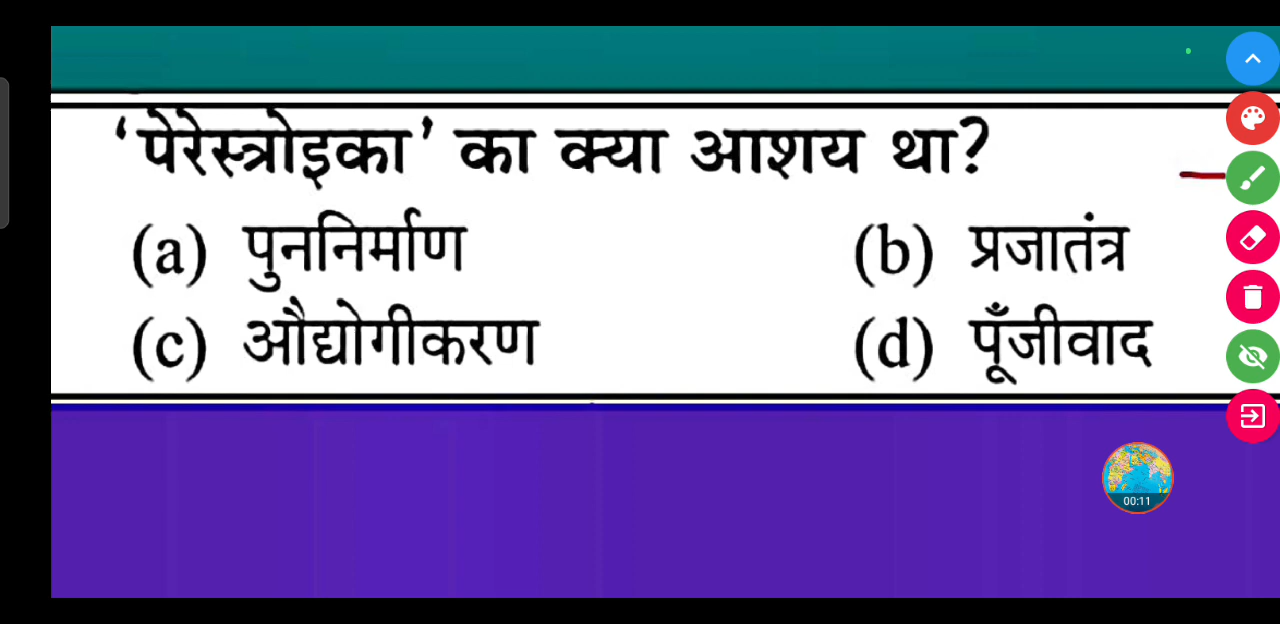 ‘पेरेस्त्रोइका’ का क्या आशय था?
(a) पुननिर्माण (b) प्रजातंत्र
(c) औद्योगीकरण (d) पूँजीवाद
00:11